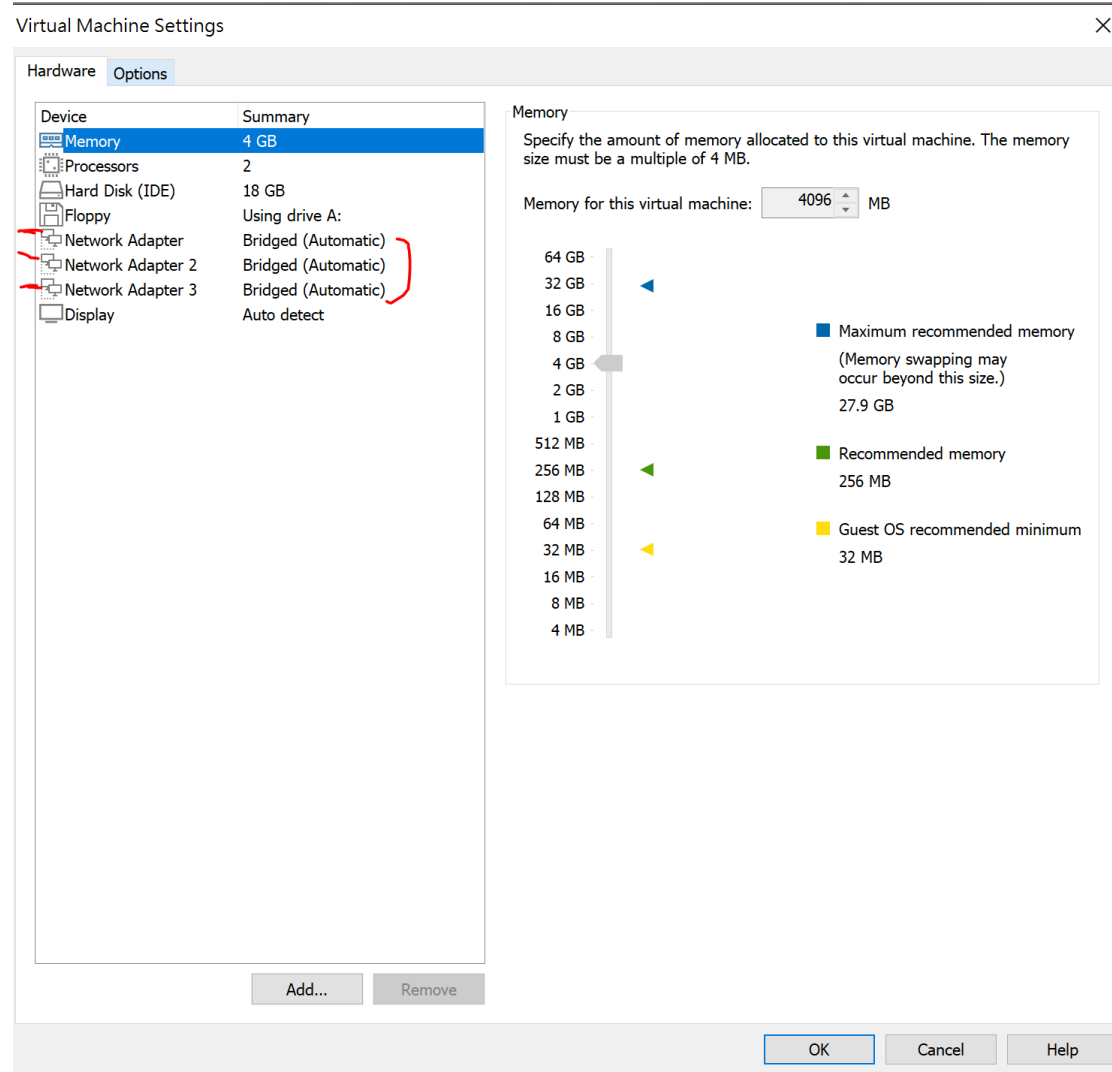 Virtual Machine Settings
Hardware
Options
Device Summary
Memory 4 GB
Processors 2
Hard Disk (IDE) 18 GB
Floppy Using drive A:
Network Adapter Bridged (Automatic)
Network Adapter 2 Bridged (Automatic)
Network Adapter 3 Bridged (Automatic)
Display Auto detect
Add...
Remove
Memory
Specify the amount of memory allocated to this virtual machine. The memory
size must be a multiple of 4 MB.
Memory for this virtual machine: 4096 MB
64 GB
32 GB
16 GB
8 GB
4 GB
2 GB
1 GB
512 MB
256 MB
128 MB
64 MB
32 MB
16 MB
8 MB
4 MB
Maximum recommended memory
(Memory swapping may
occur beyond this size.)
27.9 GB
Recommended memory
256 MB
Guest OS recommended minimum
32 MB
OK
Cancel
Help